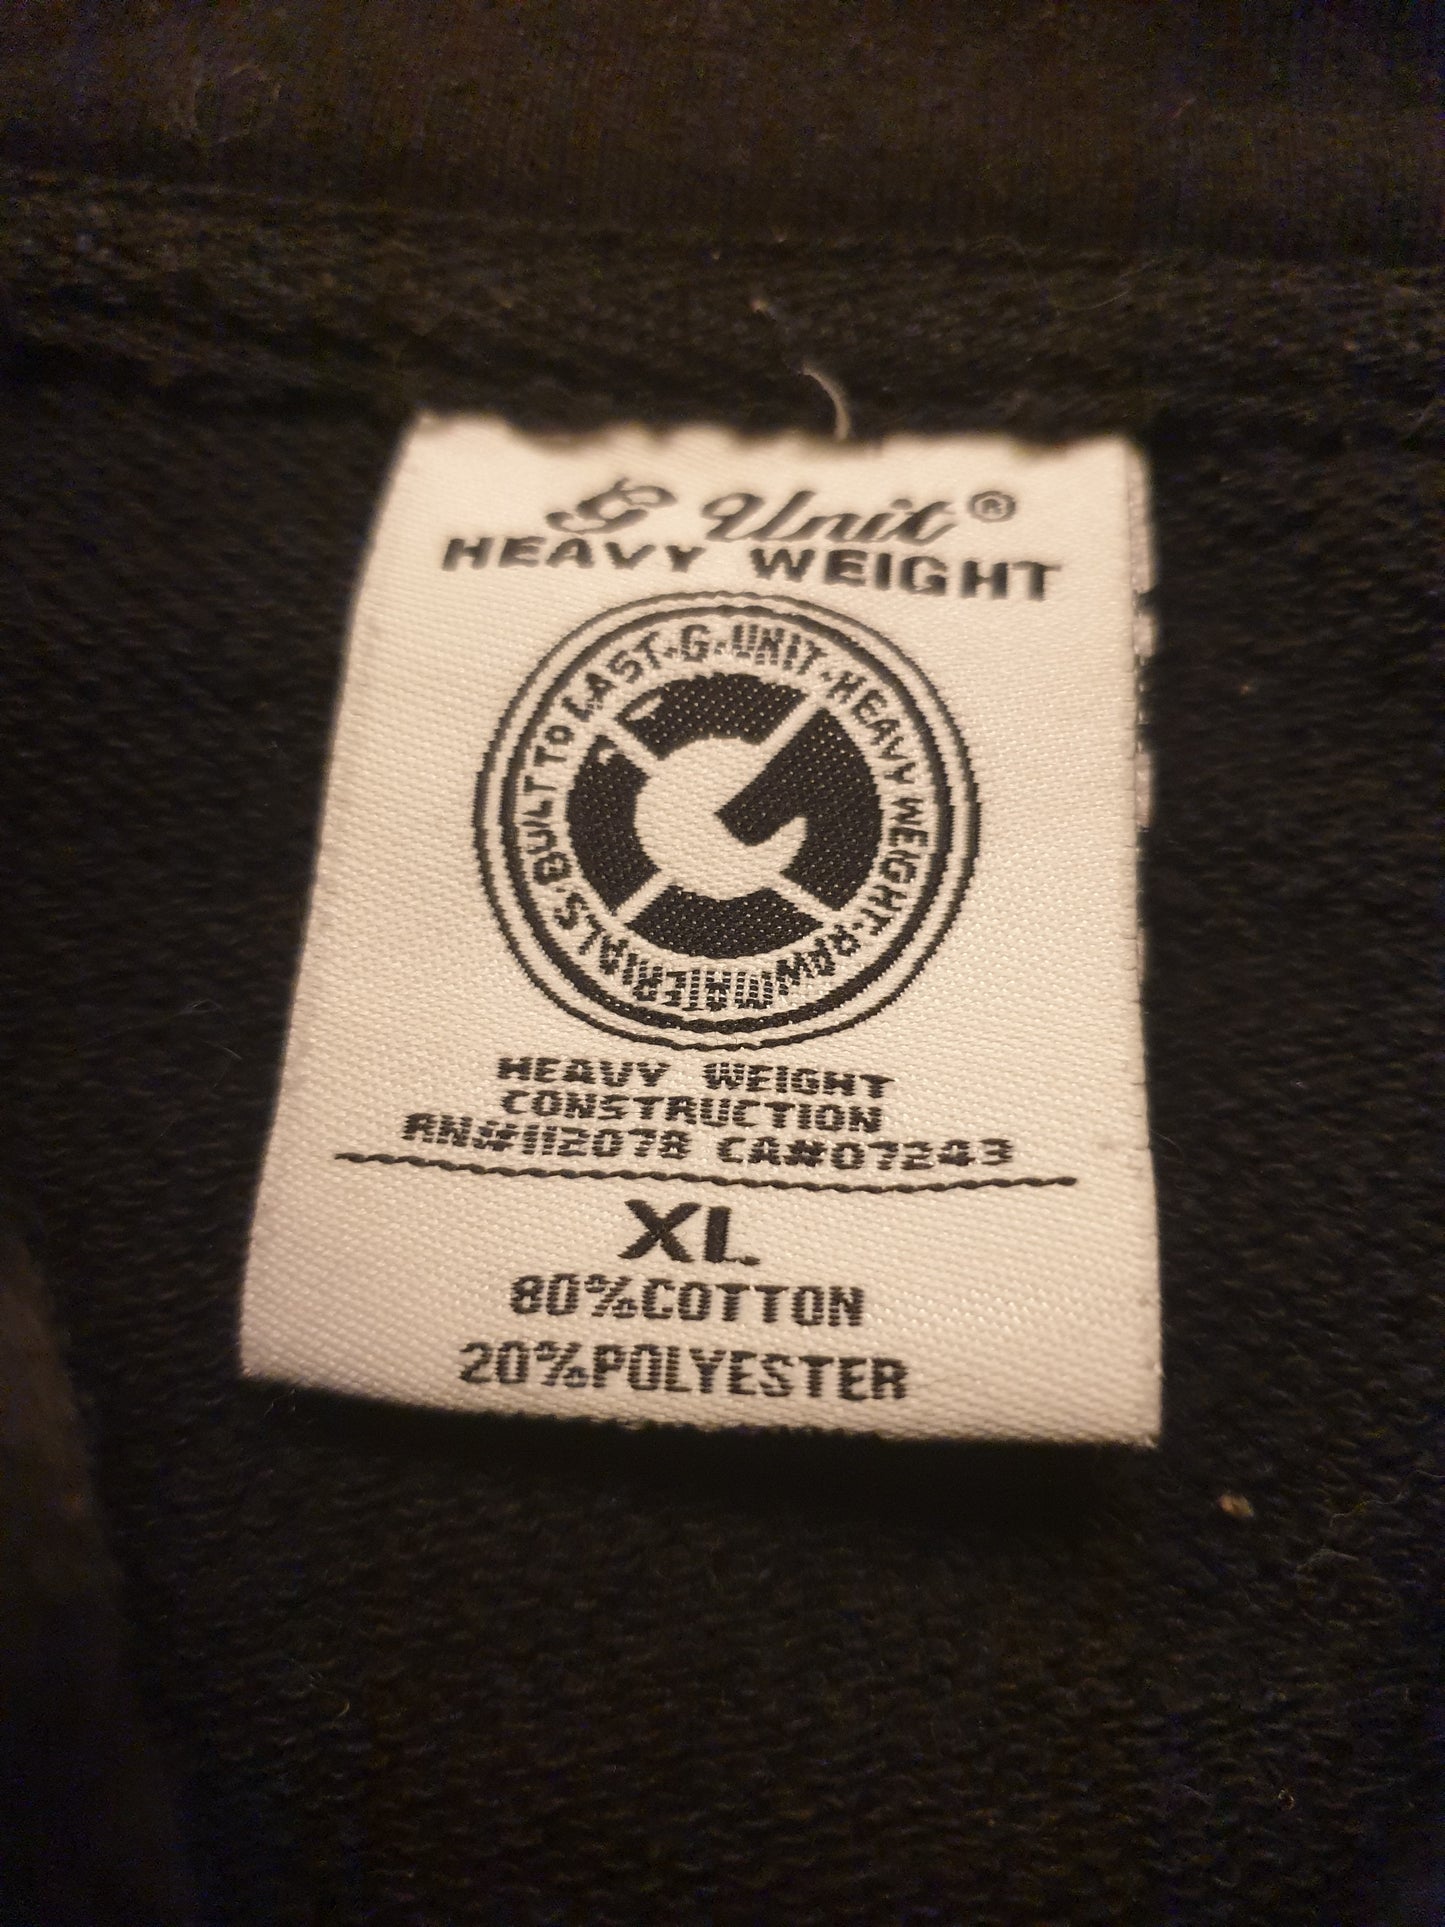 G Unit®
HEAVY WEIGHT
BUILT TO LAST·G·UNIT·HEAVY WEIGHT·RAW MATERIALS·
HEAVY WEIGHT
CONSTRUCTION
RN#112078 CA#07243
XL
80%COTTON
20%POLYESTER